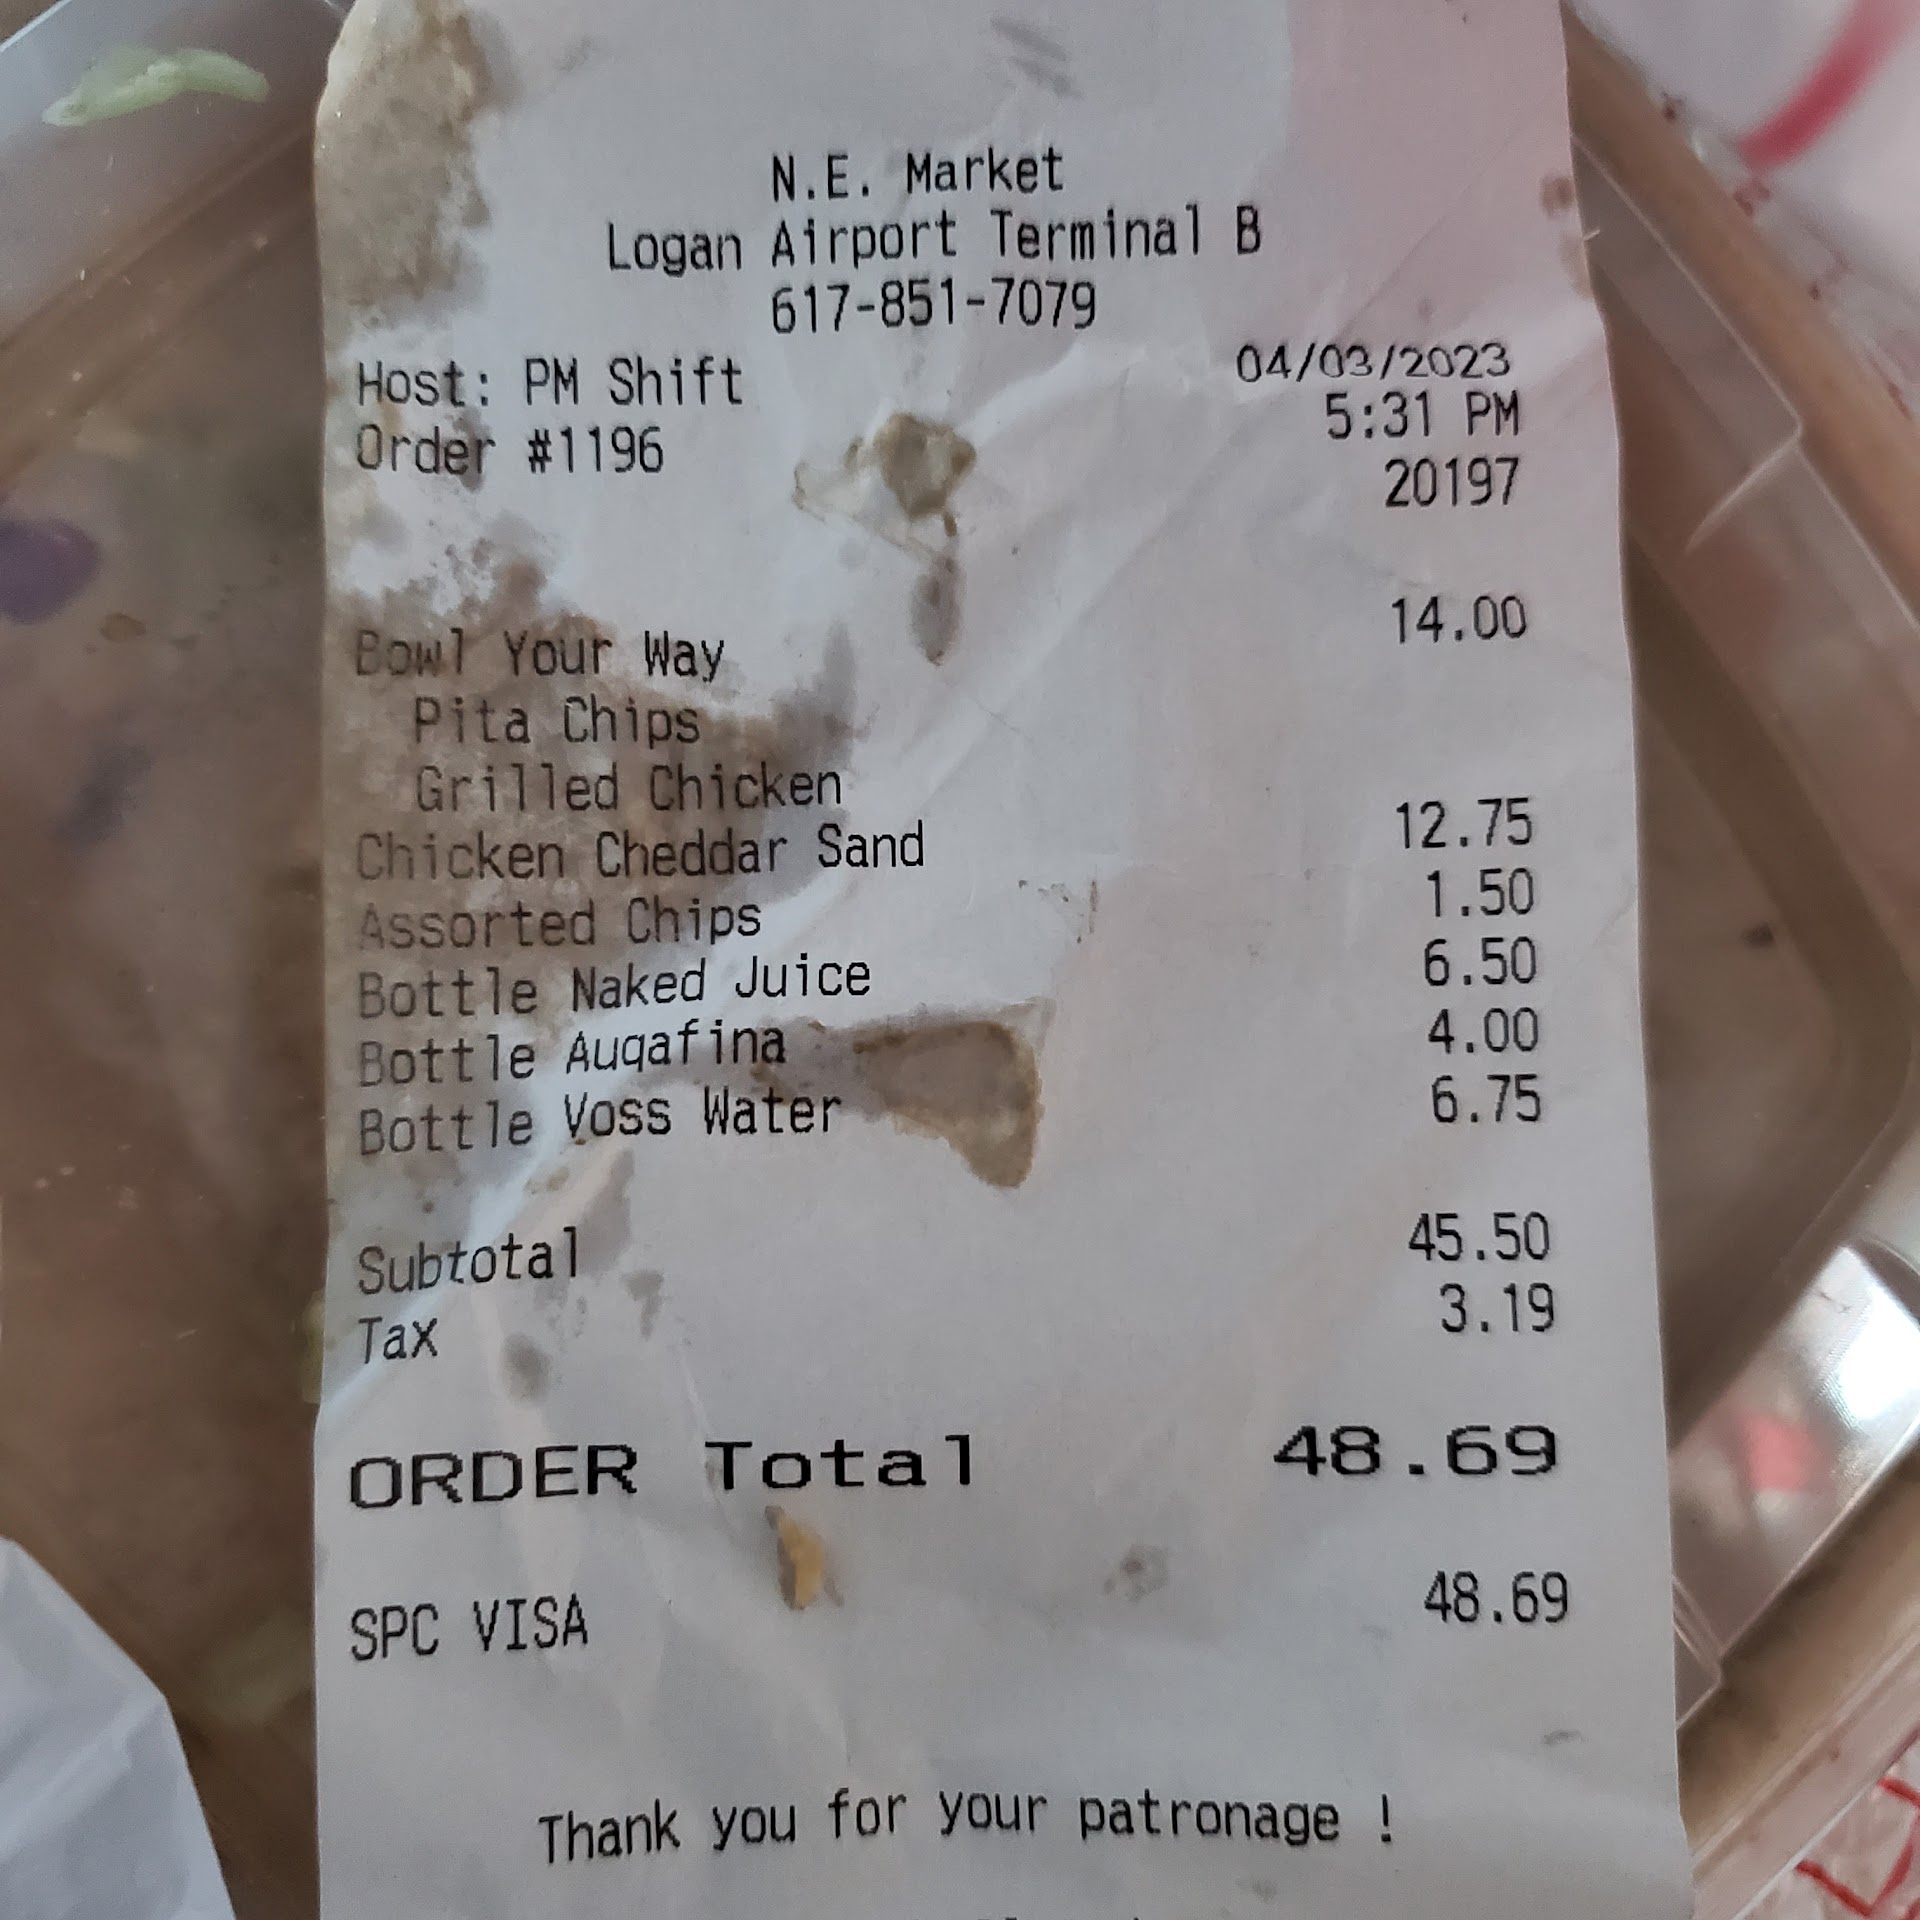 N.E. Market
Logan Airport Terminal B
617-851-7079
Host: PM Shift 04/03/2023
Order #1196 5:31 PM
20197
Bowl Your Way 14.00
Pita Chips
Grilled Chicken
Chicken Cheddar Sand 12.75
Assorted Chips 1.50
Bottle Naked Juice 6.50
Bottle Auqafina 4.00
Bottle Voss Water 6.75
Subtotal 45.50
Tax 3.19
ORDER Total 48.69
SPC VISA 48.69
Thank you for your patronage !